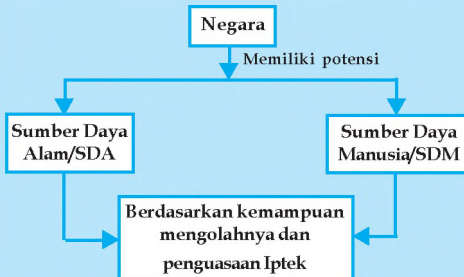 Negara
Memiliki potensi
Sumber Daya
Alam/SDA
Sumber Daya
Manusia/SDM
Berdasarkan kemampuan
mengolahnya dan
penguasaan Iptek